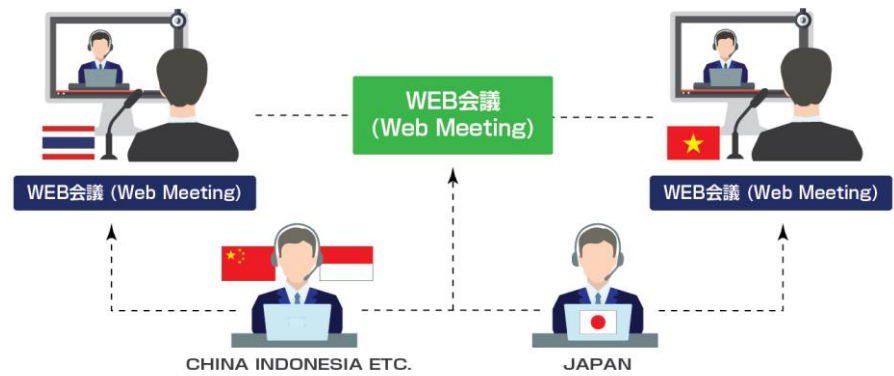 WEB会議
(Web Meeting)
WEB会議 (Web Meeting)
WEB会議 (Web Meeting)
CHINA INDONESIA ETC.
JAPAN